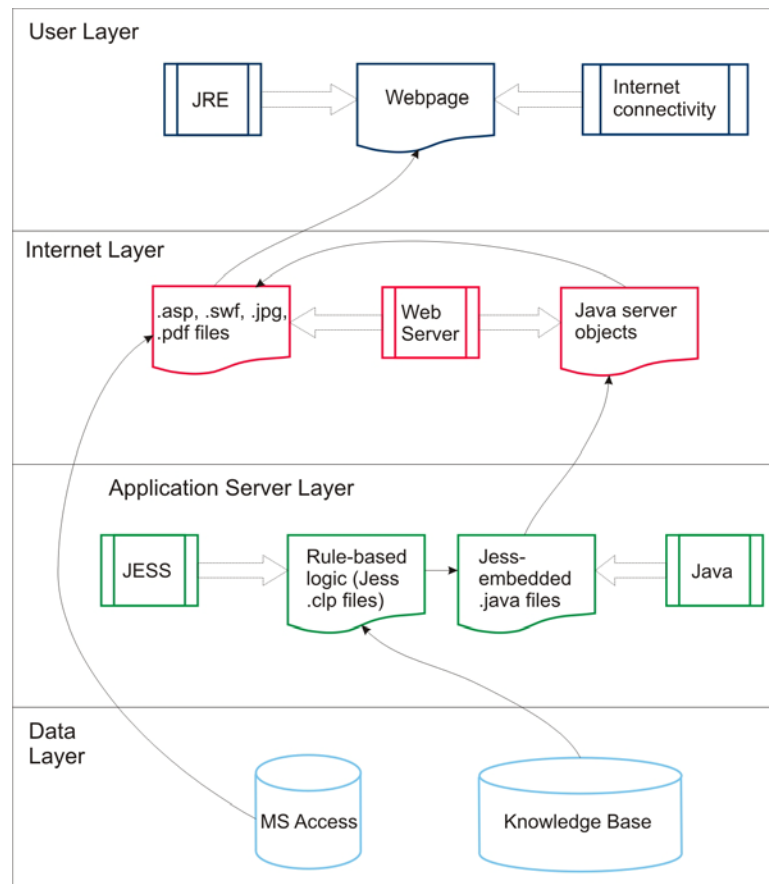 User Layer
JRE
Webpage
Internet
connectivity
Internet Layer
.asp, .swf, .jpg,
.pdf files
Web
Server
Java server
objects
Application Server Layer
JESS
Rule-based
logic (Jess
.clp files)
Jess-
embedded
.java files
Java
Data
Layer
MS Access
Knowledge Base